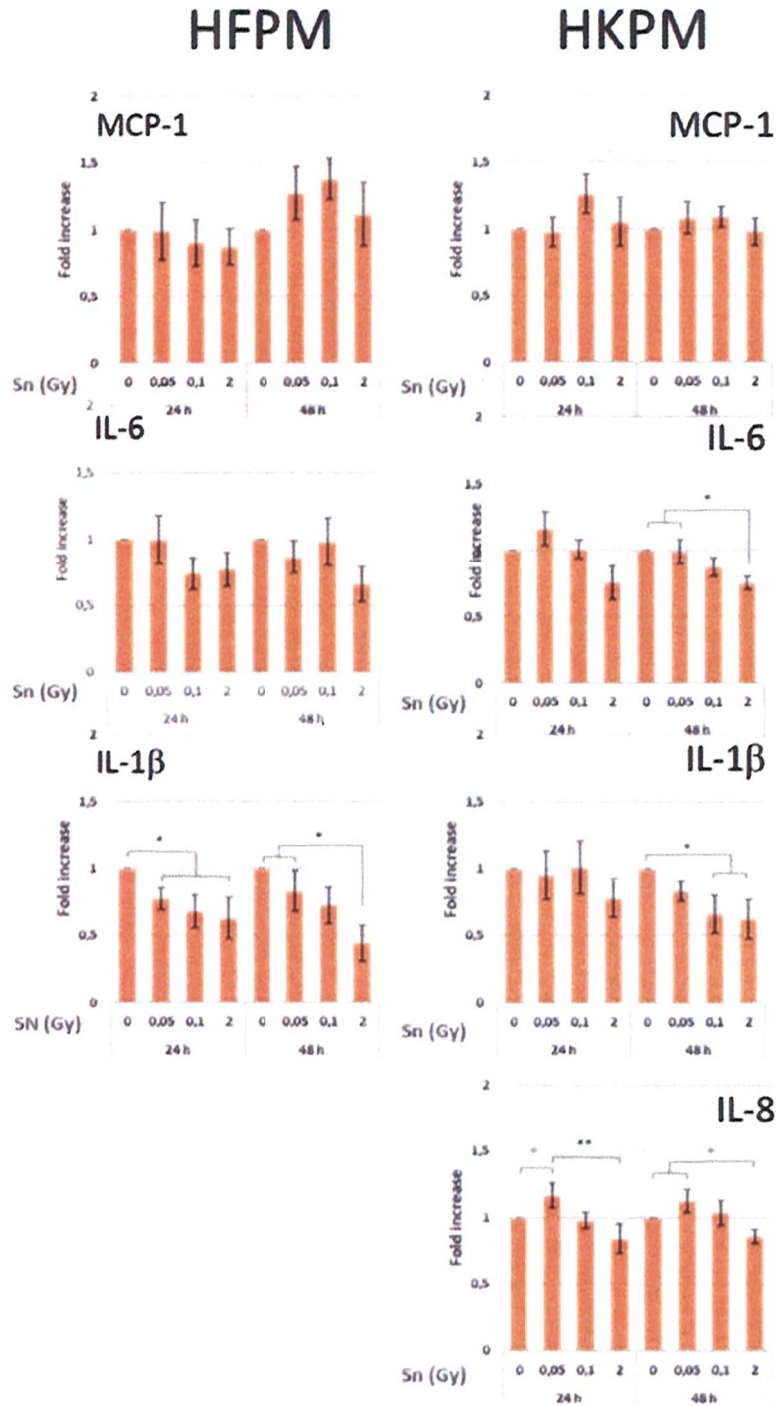 HFPM HKPM
2 2
MCP-1 MCP-1
1,5 1,5
Fold increase Fold increase
1 1
0,5 0,5
0 0
Sn (Gy) 0 0,05 0,1 2 0 0,05 0,1 2 Sn (Gy) 0 0,05 0,1 2 0 0,05 0,1 2
24 h 48 h 24 h 48 h
2 2
IL-6 IL-6
1,5 1,5
*
Fold increase Fold increase
1 1
0,5 0,5
0 0
Sn (Gy) 0 0,05 0,1 2 0 0,05 0,1 2 Sn (Gy) 0 0,05 0,1 2 0 0,05 0,1 2
24 h 48 h 24 h 48 h
2 2
IL-1β IL-1β
1,5 1,5
* * *
Fold increase Fold increase
1 1
0,5 0,5
0 0
SN (Gy) 0 0,05 0,1 2 0 0,05 0,1 2 Sn (Gy) 0 0,05 0,1 2 0 0,05 0,1 2
24 h 48 h 24 h 48 h
2
IL-8
1,5
* ** *
Fold increase
1
0,5
0
Sn (Gy) 0 0,05 0,1 2 0 0,05 0,1 2
24 h 48 h